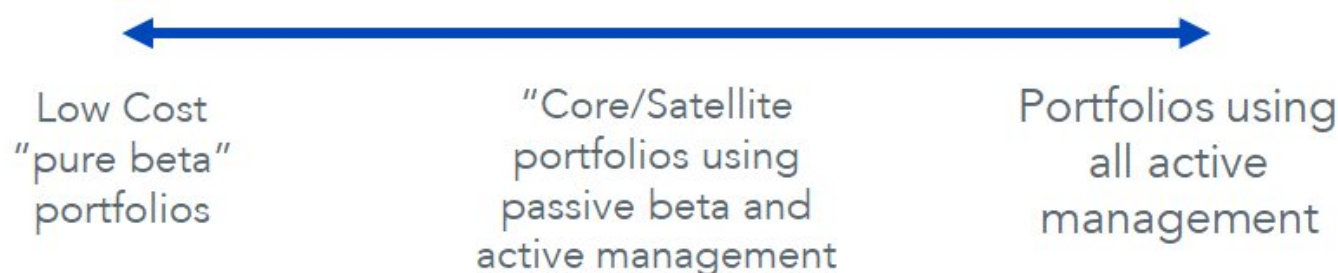 Low Cost
"pure beta"
portfolios
"Core/Satellite
portfolios using
passive beta and
active management
Portfolios using
all active
management